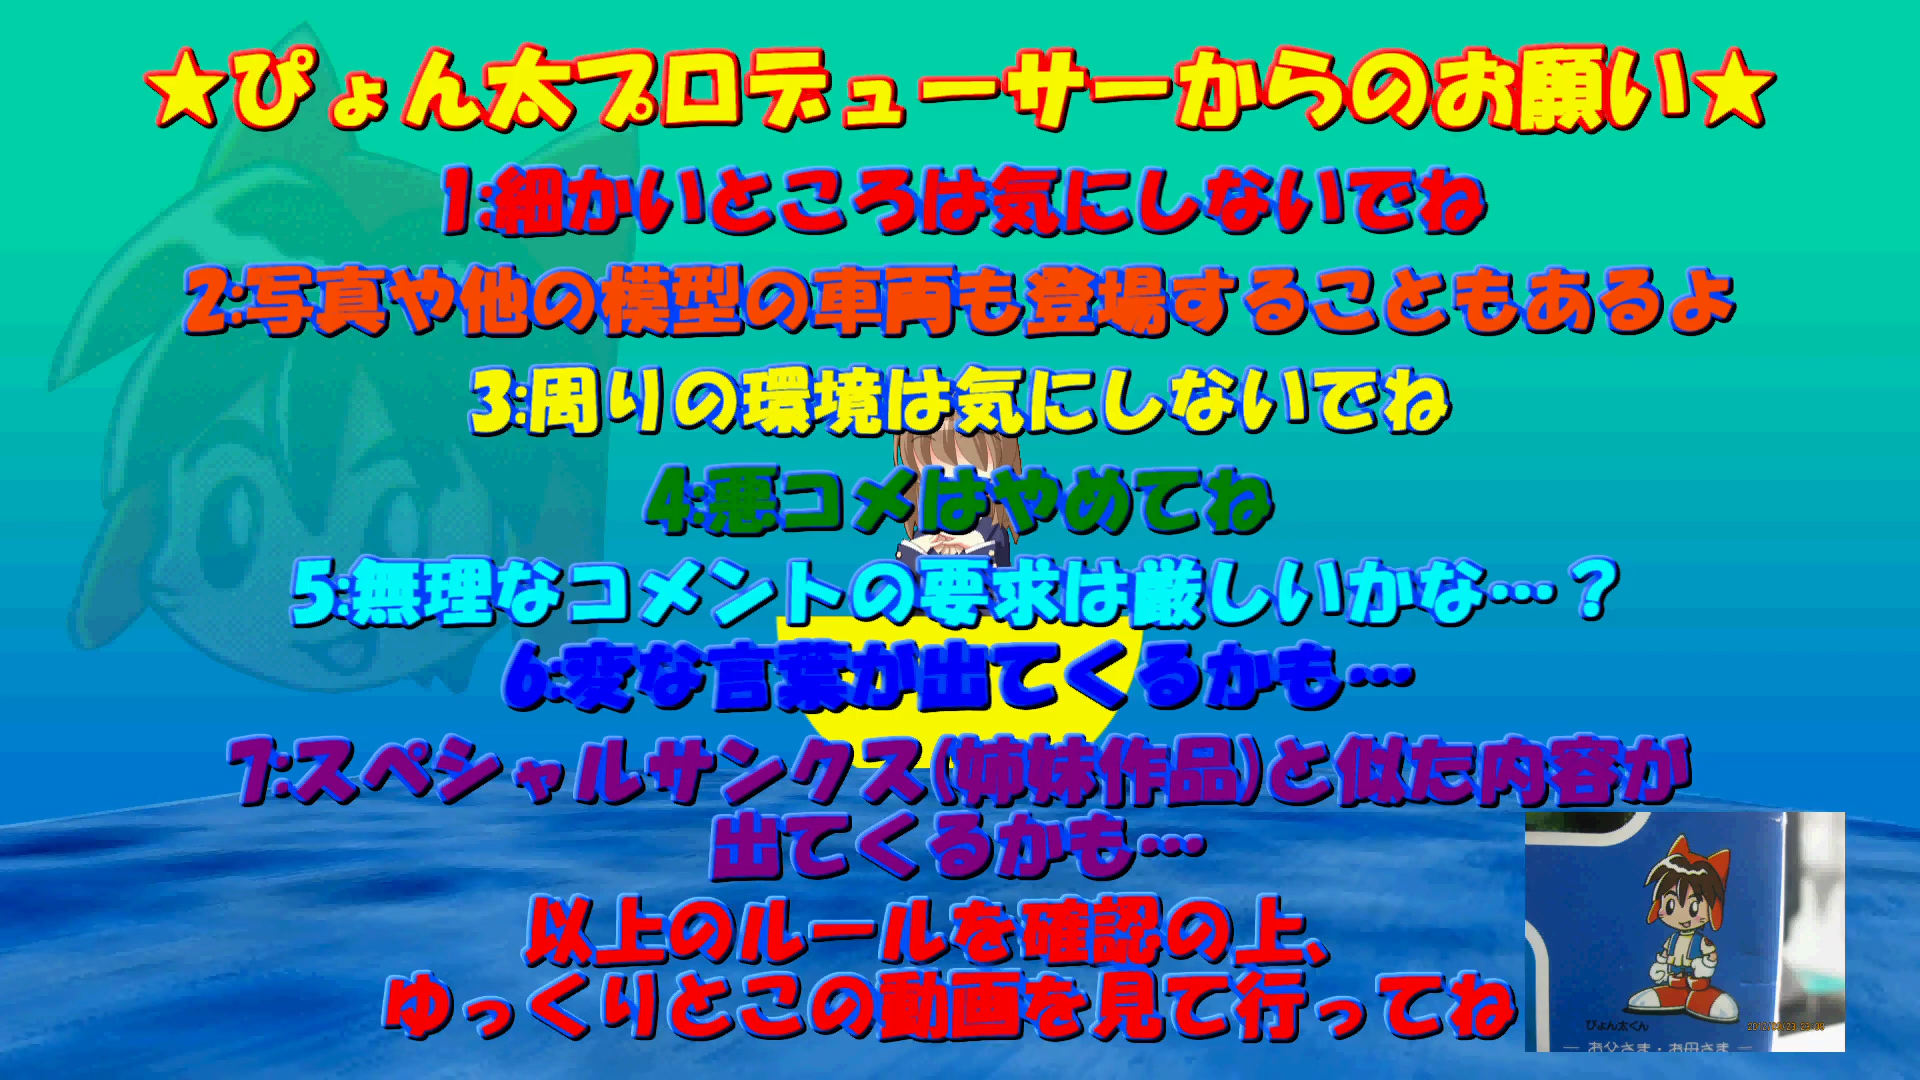 ★ぴょん太プロデューサーからのお願い★
1:細かいところは気にしないでね
2:写真や他の模型の車両も登場することもあるよ
3:周りの環境は気にしないでね
4:悪コメはやめてね
5:無理なコメントの要求は厳しいかな…？
6:変な言葉が出てくるかも…
7:スペシャルサンクス(姉妹作品)と似た内容が
出てくるかも…
以上のルールを確認の上、
ゆっくりとこの動画を見て行ってね
ぴょん太くん
― お父さま・お母さま ―